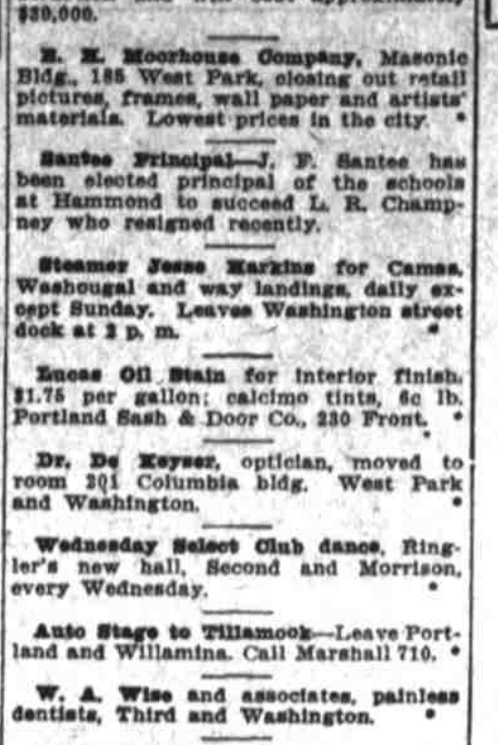 $30,000.
E. H. Moorhouse Company, Masonic
Bldg., 185 West Park, closing out retail
pictures, frames, wall paper and artists'
materials. Lowest prices in the city. *
Santee Principal—J. F. Santee has
been elected principal of the schools
at Hammond to succeed L. R. Champ-
ney who resigned recently.
Steamer Jesse Harkins for Camas,
Washougal and way landings, daily ex-
cept Sunday. Leaves Washington street
dock at 2 p. m. *
Lucas Oil Stain for interior finish.
$1.75 per gallon; calcimo tints, 6c lb.
Portland Sash & Door Co., 230 Front. *
Dr. De Keyser, optician, moved to
room 201 Columbia bldg. West Park
and Washington. *
Wednesday Select Club dance, Ring-
ler's new hall, Second and Morrison,
every Wednesday. *
Auto Stage to Tillamook—Leave Port-
land and Willamina. Call Marshall 710. *
W. A. Wise and associates, painless
dentists, Third and Washington. *